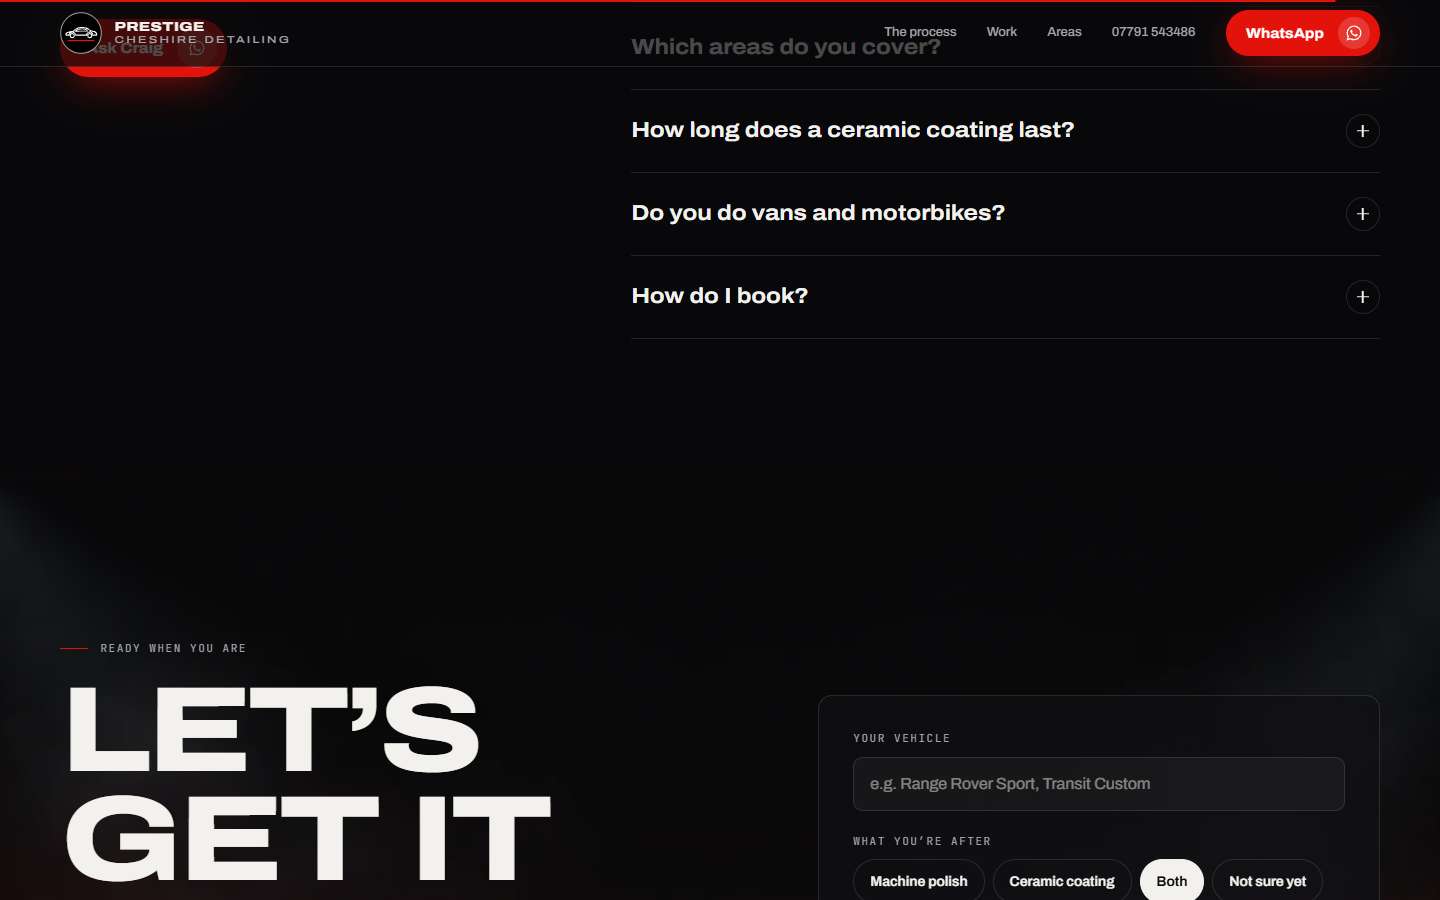 PRESTIGE
CHESHIRE DETAILING
The process
Work
Areas
07791 543486
WhatsApp
Ask Craig
Which areas do you cover?
How long does a ceramic coating last?
Do you do vans and motorbikes?
How do I book?
READY WHEN YOU ARE
LET’S
GET IT
YOUR VEHICLE
e.g. Range Rover Sport, Transit Custom
WHAT YOU’RE AFTER
Machine polish
Ceramic coating
Both
Not sure yet